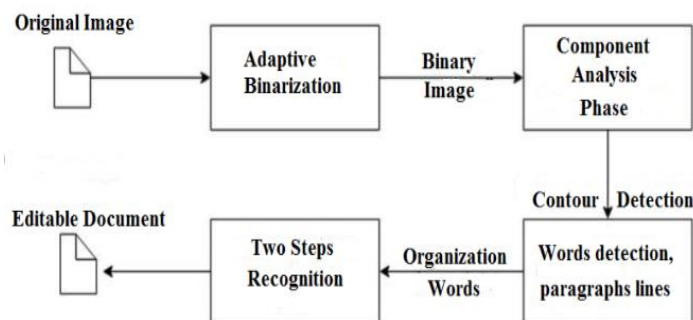 Original Image
Adaptive
Binarization
Binary
Image
Component
Analysis
Phase
Contour Detection
Words detection,
paragraphs lines
Organization
Words
Two Steps
Recognition
Editable Document